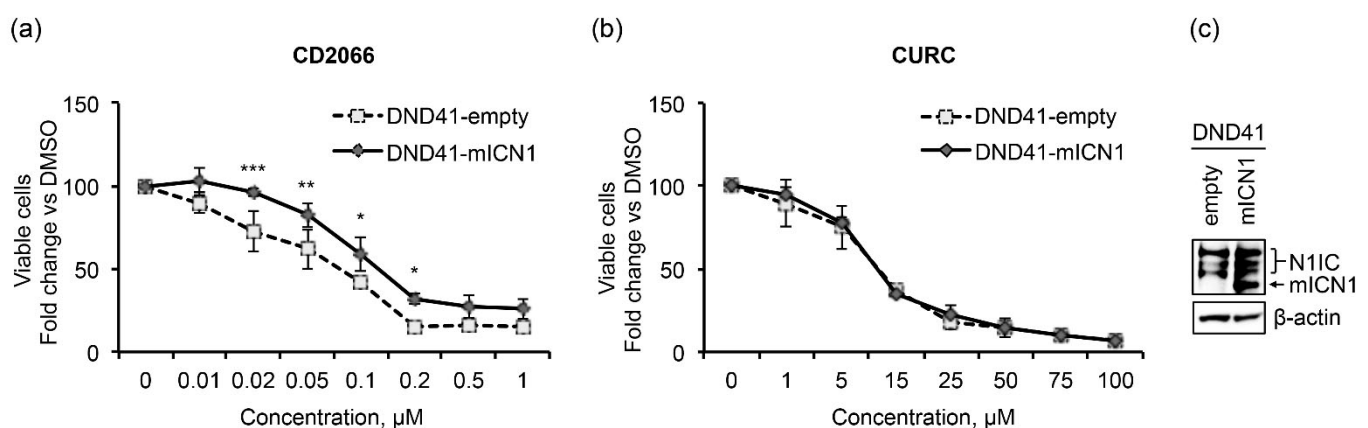 (a)
CD2066
Viable cells
Fold change vs DMSO
150
100
50
0
DND41-empty
DND41-mICN1
***
**
*
*
0 0.01 0.02 0.05 0.1 0.2 0.5 1
Concentration, µM
(b)
CURC
Viable cells
Fold change vs DMSO
150
100
50
0
DND41-empty
DND41-mICN1
0 1 5 15 25 50 75 100
Concentration, µM
(c)
DND41
empty
mICN1
N1IC
mICN1
β-actin